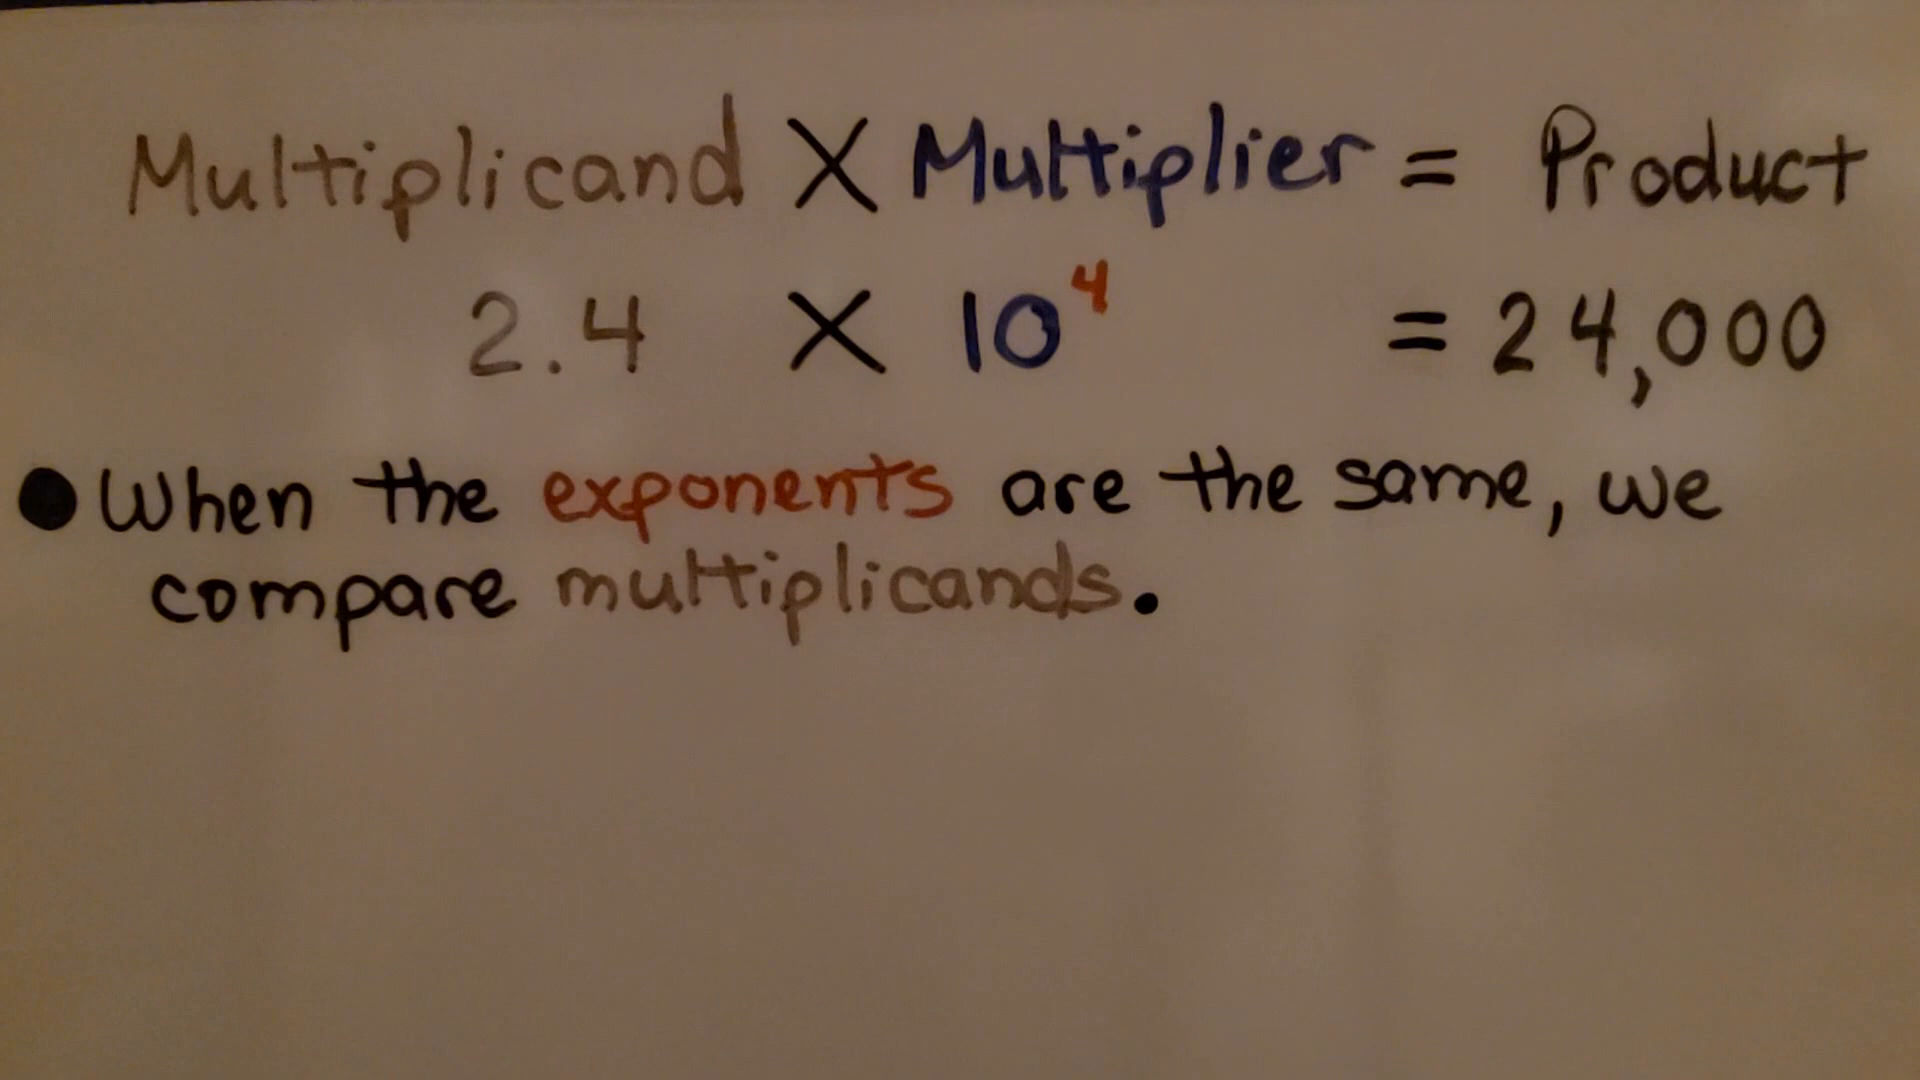 Multiplicand X Multiplier = Product
2.4 X 10⁴ = 24,000
● When the exponents are the same, we
compare multiplicands.